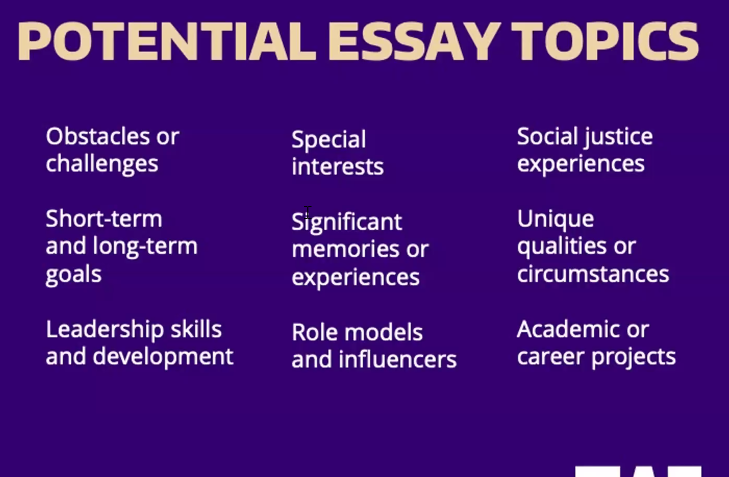 POTENTIAL ESSAY TOPICS
Obstacles or
challenges
Short-term
and long-term
goals
Leadership skills
and development
Special
interests
Significant
memories or
experiences
Role models
and influencers
Social justice
experiences
Unique
qualities or
circumstances
Academic or
career projects